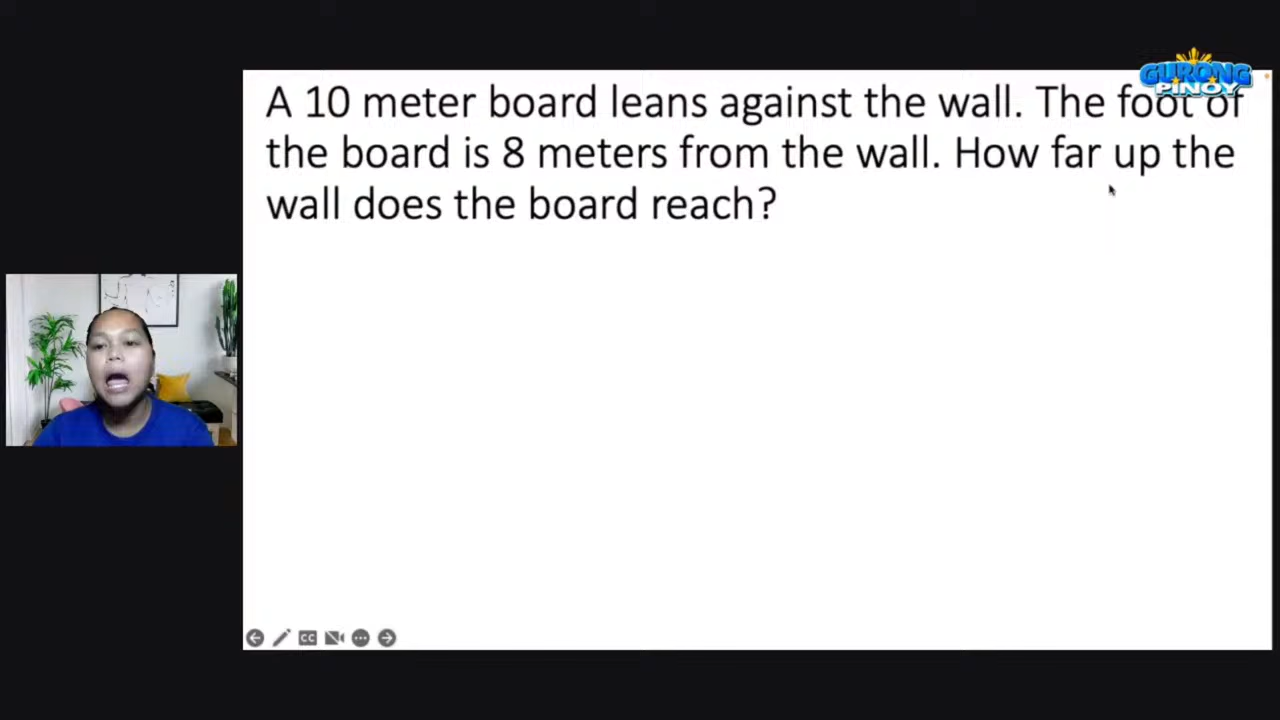 GURONG
PINOY
A 10 meter board leans against the wall. The foot of
the board is 8 meters from the wall. How far up the
wall does the board reach?
CC